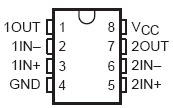 1OUT 1 8 VCC
1IN– 2 7 2OUT
1IN+ 3 6 2IN–
GND 4 5 2IN+